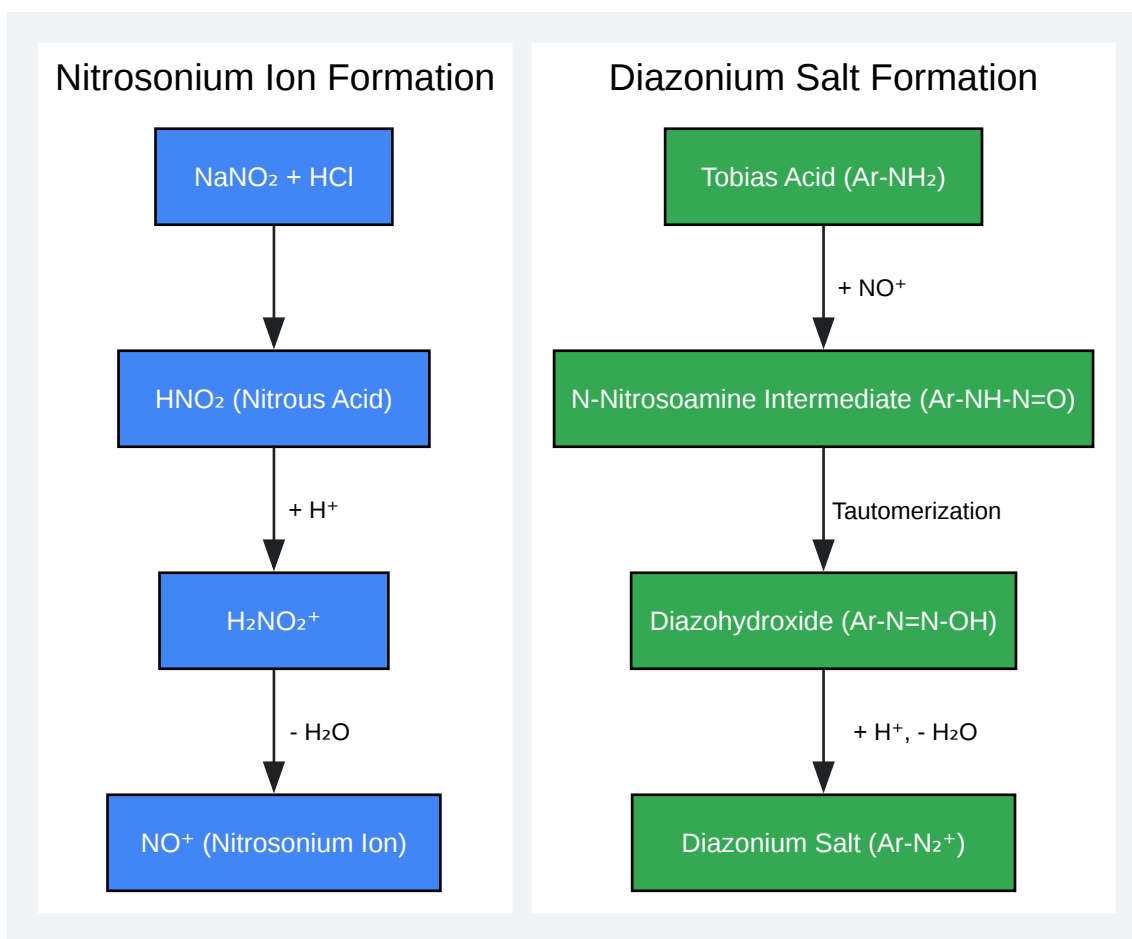 Nitrosonium Ion Formation
NaNO₂ + HCl
HNO₂ (Nitrous Acid)
+ H⁺
H₂NO₂⁺
- H₂O
NO⁺ (Nitrosonium Ion)
Diazonium Salt Formation
Tobias Acid (Ar-NH₂)
+ NO⁺
N-Nitrosoamine Intermediate (Ar-NH-N=O)
Tautomerization
Diazohydroxide (Ar-N=N-OH)
+ H⁺, - H₂O
Diazonium Salt (Ar-N₂⁺)